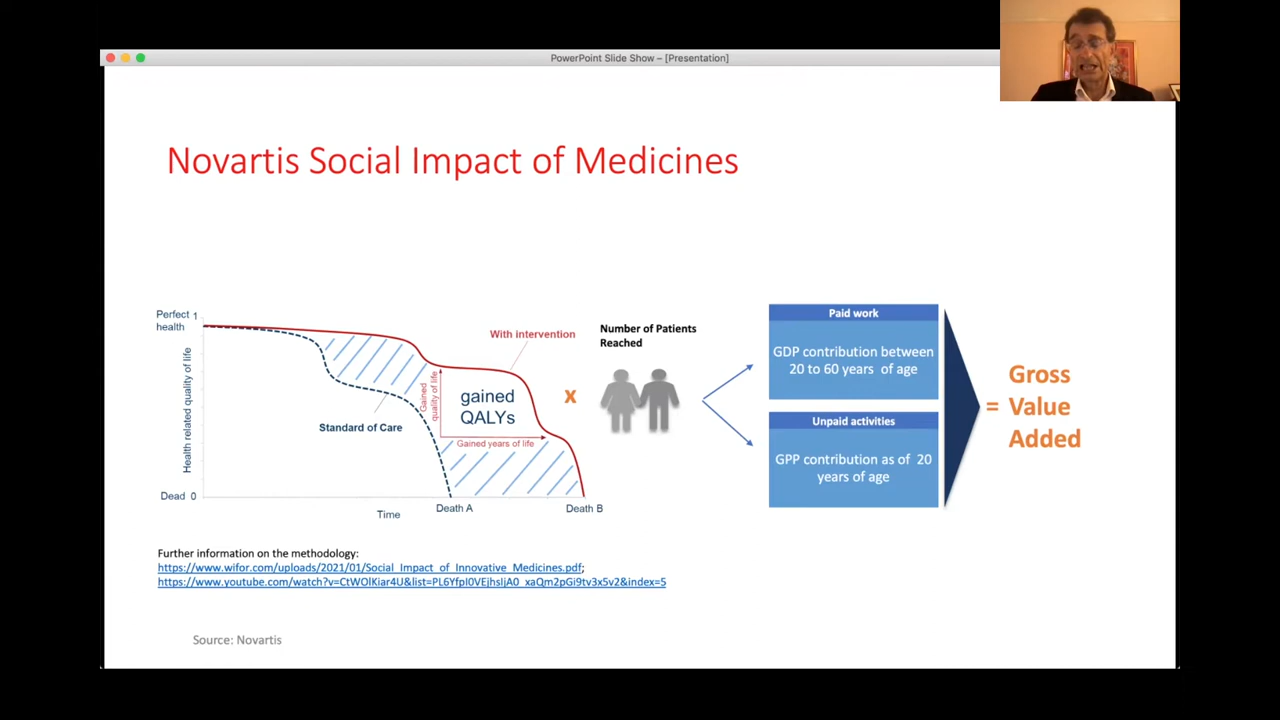 PowerPoint Slide Show – [Presentation]
Novartis Social Impact of Medicines
Perfect
health
1
Health related quality of life
Dead 0
Time
Standard of Care
With intervention
Gained
quality of life
gained
QALYs
Gained years of life
Death A
Death B
x
Number of Patients
Reached
Paid work
GDP contribution between
20 to 60 years of age
Unpaid activities
GPP contribution as of 20
years of age
=
Gross
Value
Added
Further information on the methodology:
https://www.wifor.com/uploads/2021/01/Social_Impact_of_Innovative_Medicines.pdf;
https://www.youtube.com/watch?v=CtWOlKiar4U&list=PL6YfpI0VEjhsIjA0_xaQm2pGi9tv3x5v2&index=5
Source: Novartis